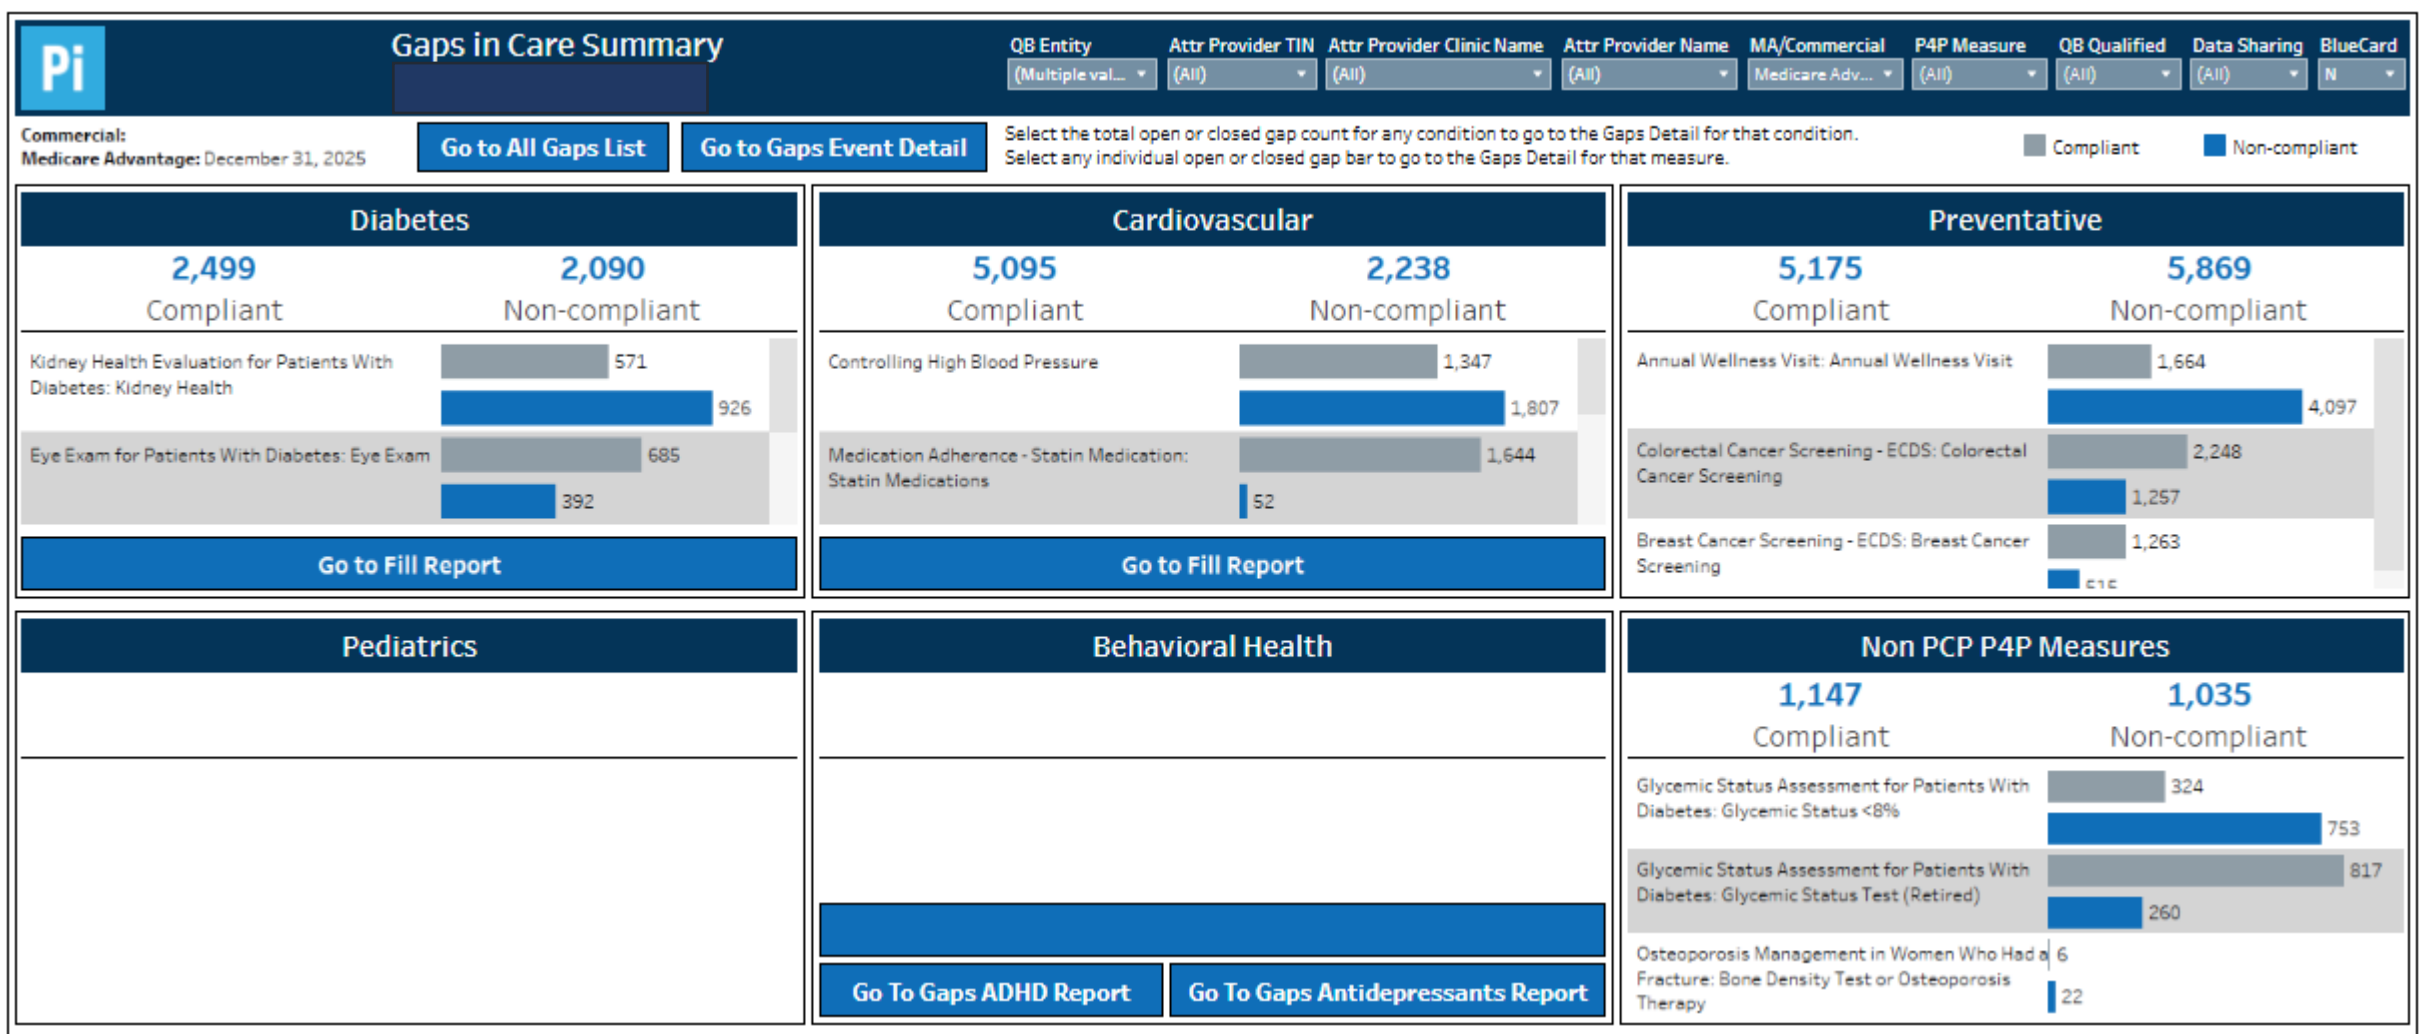 Pi
Gaps in Care Summary
QB Entity
(Multiple val...
Attr Provider TIN
(All)
Attr Provider Clinic Name
(All)
Attr Provider Name
(All)
MA/Commercial
Medicare Adv...
P4P Measure
(All)
QB Qualified
(All)
Data Sharing
(All)
BlueCard
N
Commercial:
Medicare Advantage: December 31, 2025
Go to All Gaps List
Go to Gaps Event Detail
Select the total open or closed gap count for any condition to go to the Gaps Detail for that condition.
Select any individual open or closed gap bar to go to the Gaps Detail for that measure.
Compliant
Non-compliant
Diabetes
2,499
Compliant
2,090
Non-compliant
Kidney Health Evaluation for Patients With
Diabetes: Kidney Health
571
926
Eye Exam for Patients With Diabetes: Eye Exam
685
392
Go to Fill Report
Cardiovascular
5,095
Compliant
2,238
Non-compliant
Controlling High Blood Pressure
1,347
1,807
Medication Adherence - Statin Medication:
Statin Medications
1,644
52
Go to Fill Report
Preventative
5,175
Compliant
5,869
Non-compliant
Annual Wellness Visit: Annual Wellness Visit
1,664
4,097
Colorectal Cancer Screening - ECDS: Colorectal
Cancer Screening
2,248
1,257
Breast Cancer Screening - ECDS: Breast Cancer
Screening
1,263
Pediatrics
Behavioral Health
Go To Gaps ADHD Report
Go To Gaps Antidepressants Report
Non PCP P4P Measures
1,147
Compliant
1,035
Non-compliant
Glycemic Status Assessment for Patients With
Diabetes: Glycemic Status <8%
324
753
Glycemic Status Assessment for Patients With
Diabetes: Glycemic Status Test (Retired)
817
260
Osteoporosis Management in Women Who Had a
Fracture: Bone Density Test or Osteoporosis
Therapy
6
22